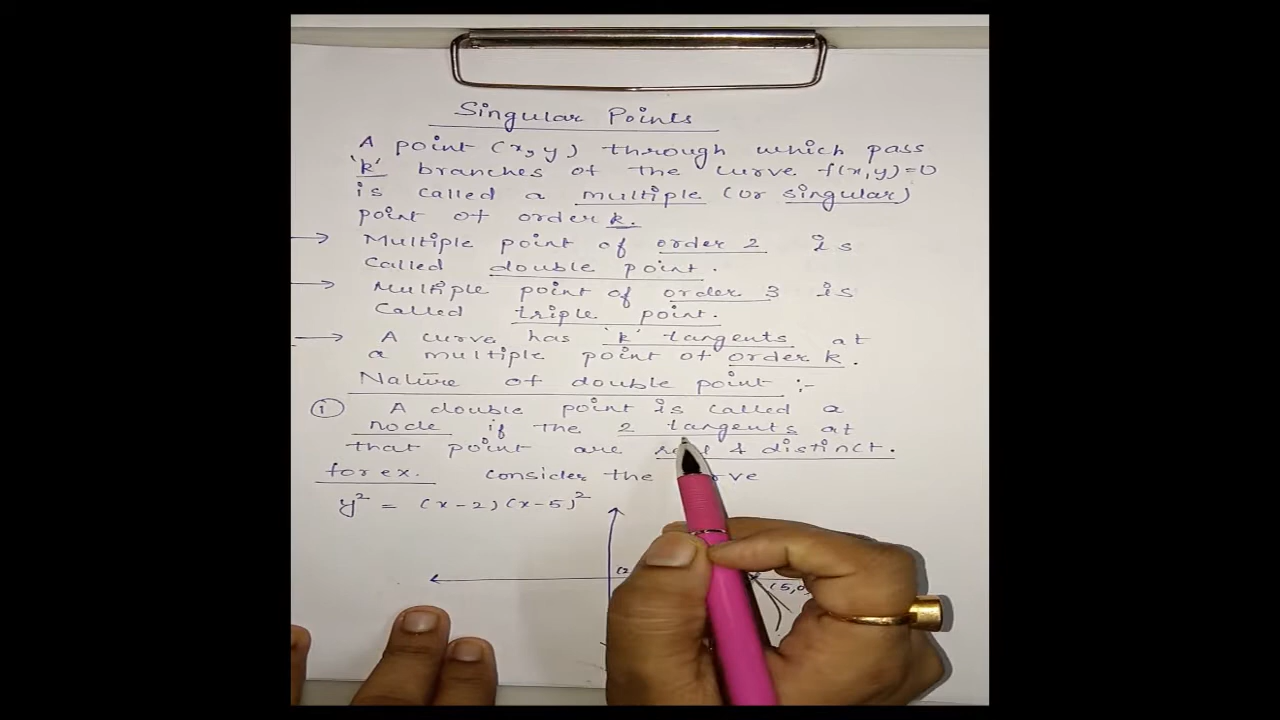 Singular Points
A point (x, y) through which pass
'k' branches of the curve f(x,y)=0
is called a multiple (or singular)
point of order k.
→ Multiple point of order 2 is
Called double point.
→ Multiple point of order 3 is
Called triple point.
→ A curve has 'k' tangents at
a multiple point of order k.
Nature of double point :-
(i) A double point is called a
node if the 2 tangents at
that point are & distinct.
for ex. Consider the
y² = (x-2)(x-5)²
(2
(5,0